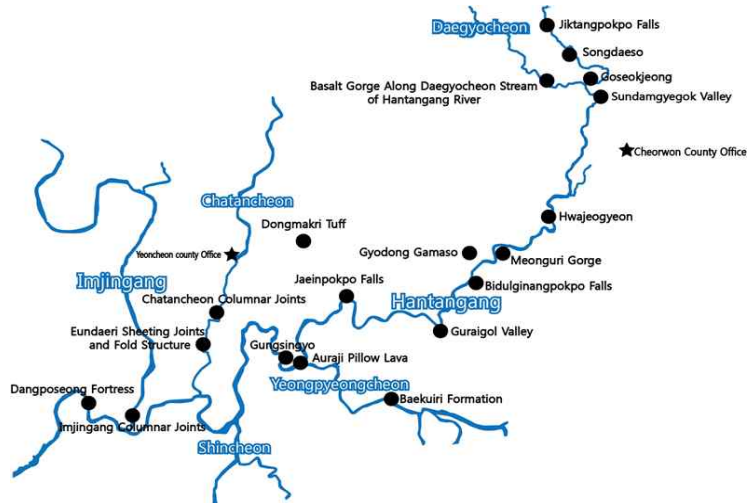 Daegyocheon
Jiktangpokpo Falls
Songdaeso
Goseokjeong
Basalt Gorge Along Daegyocheon Stream
of Hantangang River
Sundamgyegok Valley
Cheorwon County Office
Chatancheon
Hwajeogyeon
Dongmakri Tuff
Yeoncheon county Office
Gyodong Gamaso
Meonguri Gorge
Imjingang
Jaeinpokpo Falls
Bidulginangpokpo Falls
Hantangang
Chatancheon Columnar Joints
Guraigol Valley
Eundaeri Sheeting Joints
and Fold Structure
Gungsingyo
Auraji Pillow Lava
Yeongpyeongcheon
Dangposeong Fortress
Baekuiri Formation
Imjingang Columnar Joints
Shincheon